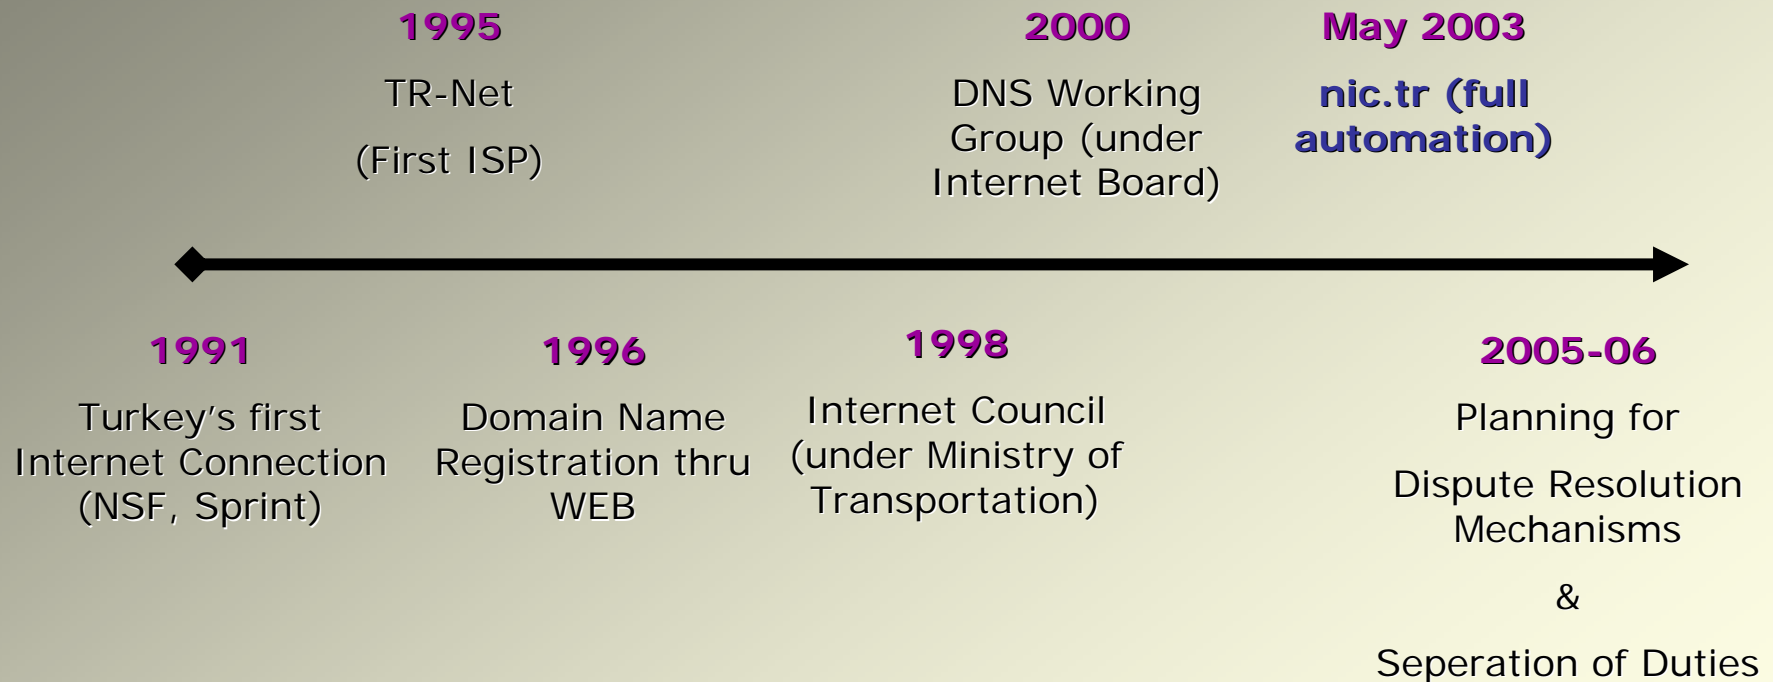 1995
TR-Net
(First ISP)
2000
DNS Working
Group (under
Internet Board)
May 2003
nic.tr (full
automation)
1991
Turkey's first
Internet Connection
(NSF, Sprint)
1996
Domain Name
Registration thru
WEB
1998
Internet Council
(under Ministry of
Transportation)
2005-06
Planning for
Dispute Resolution
Mechanisms
&
Seperation of Duties